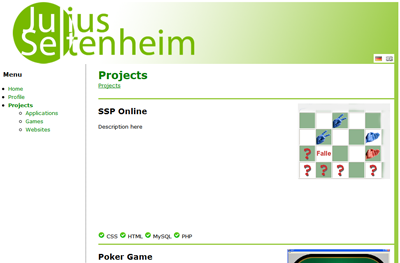 Julius
Seltenheim
Menu
Home
Profile
Projects
Applications
Games
Websites
Projects
Projects
SSP Online
Description here
? Falle ?
? ? ? ?
CSS HTML MySQL PHP
Poker Game